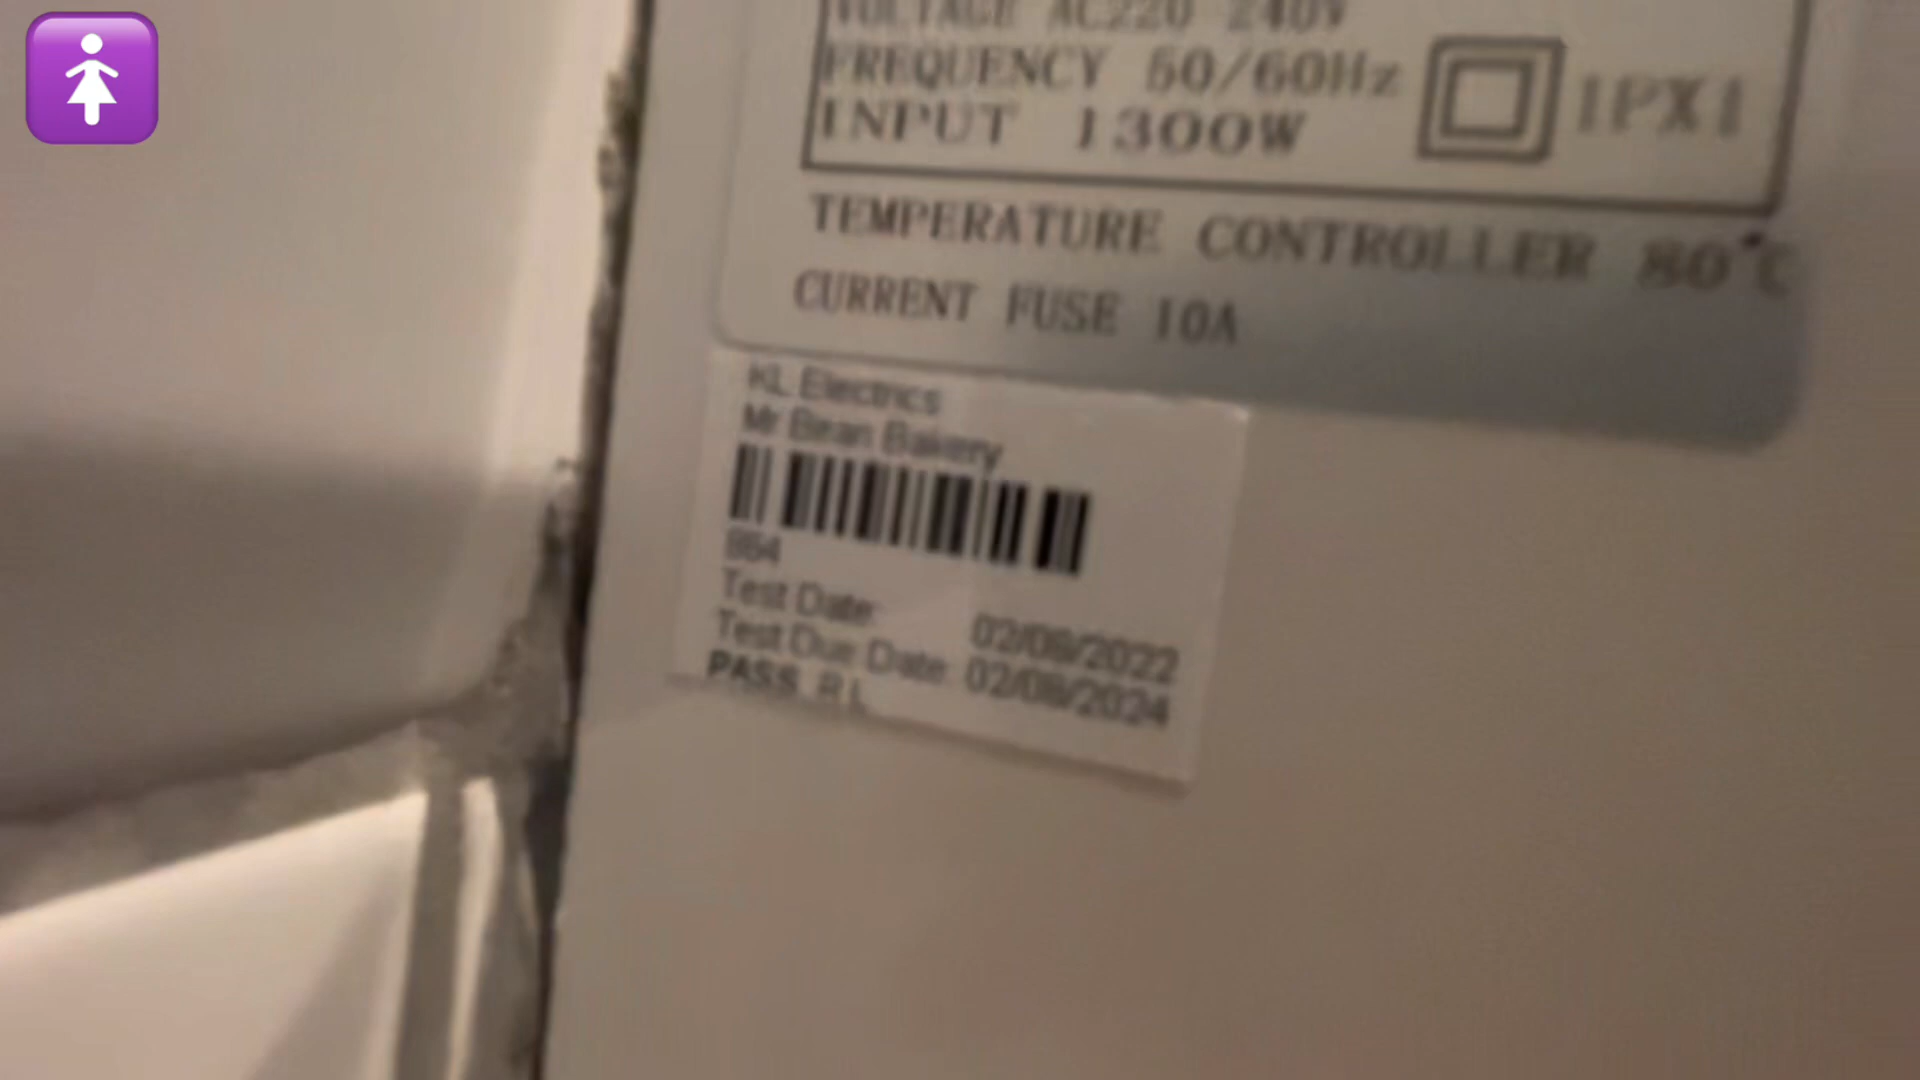 VOLTAGE AC220 240V
FREQUENCY 50/60Hz
INPUT 1300W
IPX1
TEMPERATURE CONTROLLER 80°C
CURRENT FUSE 10A
KL Electrics
Mr Bean Bakery
864
Test Date: 02/08/2022
Test Due Date: 02/08/2024
PASS R L